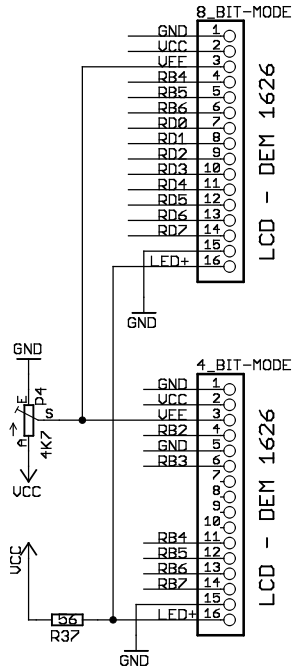 8_BIT-MODE
GND 1
VCC 2
VEE 3
RB4 4
RB5 5
RB6 6
RD0 7
RD1 8
RD2 9
RD3 10
RD4 11
RD5 12
RD6 13
RD7 14
15
LED+ 16
LCD - DEM 1626
GND
GND
E
P4
S
A
4K7
VCC
4_BIT-MODE
GND 1
VCC 2
VEE 3
RB2 4
GND 5
RB3 6
7
8
9
10
RB4 11
RB5 12
RB6 13
RB7 14
15
LED+ 16
LCD - DEM 1626
VCC
56
R37
GND